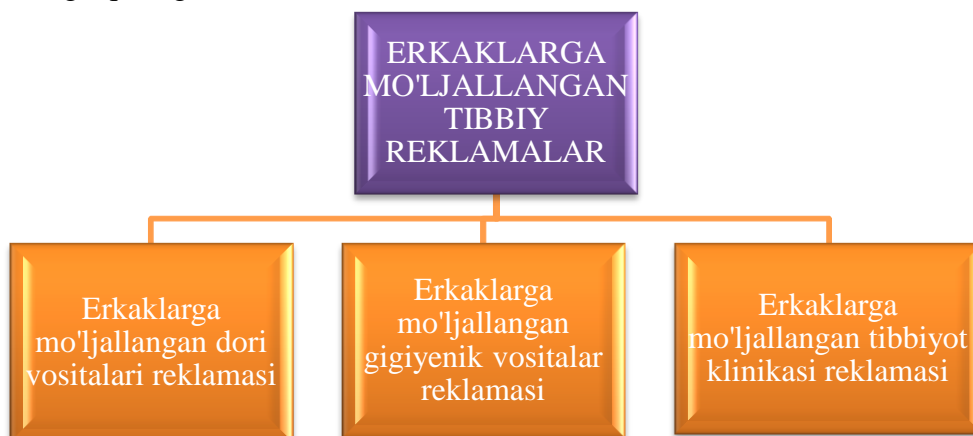 ERKAKLARGA
MO'LJALLANGAN
TIBBIY
REKLAMALAR
Erkaklarga
mo'ljallangan dori
vositalari reklamasi
Erkaklarga
mo'ljallangan
gigiyenik vositalar
reklamasi
Erkaklarga
mo'ljallangan tibbiyot
klinikasi reklamasi